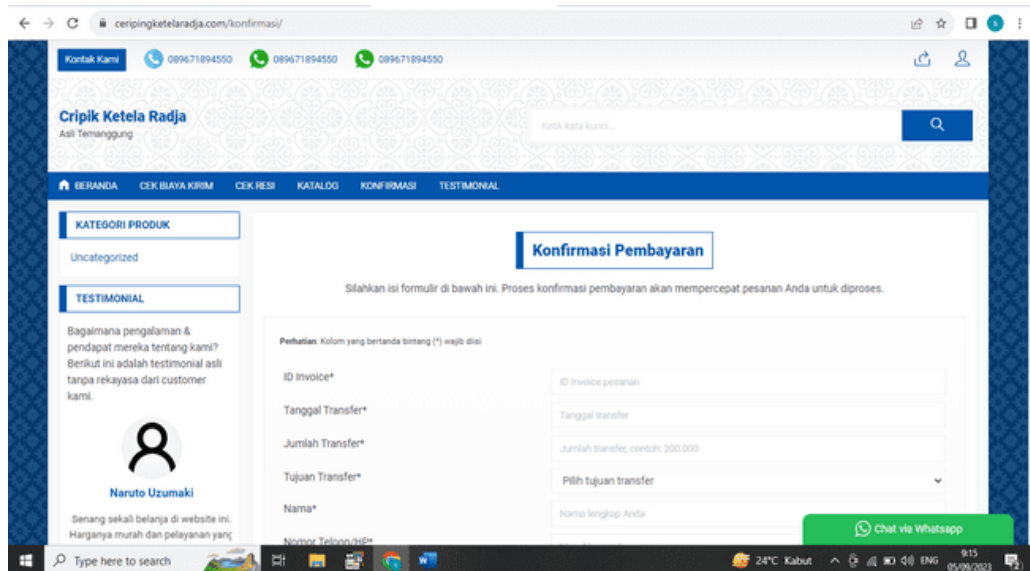 ceripingketelaradja.com/konfirmasi/
Kontak Kami 089671894550 089671894550 089671894550
Cripik Ketela Radja
Asli Temanggung
Ketik kata kunci...
BERANDA CEK BIAYA KIRIM CEK RESI KATALOG KONFIRMASI TESTIMONIAL
KATEGORI PRODUK
Uncategorized
TESTIMONIAL
Bagaimana pengalaman &
pendapat mereka tentang kami?
Berikut ini adalah testimonial asli
tanpa rekayasa dari customer
kami.
Naruto Uzumaki
Senang sekali belanja di website ini.
Harganya murah dan pelayanan yang
Konfirmasi Pembayaran
Silahkan isi formulir di bawah ini. Proses konfirmasi pembayaran akan mempercepat pesanan Anda untuk diproses.
Perhatian: Kolom yang bertanda bintang (*) wajib diisi
ID Invoice* ID Invoice pesanan
Tanggal Transfer* Tanggal transfer
Jumlah Transfer* Jumlah transfer, contoh: 200.000
Tujuan Transfer* Pilih tujuan transfer
Nama* Nama lengkap Anda
Nomor Telpon/HP*
Chat via Whatsapp
Type here to search
24°C Kabut ENG 9:15
05/09/2023